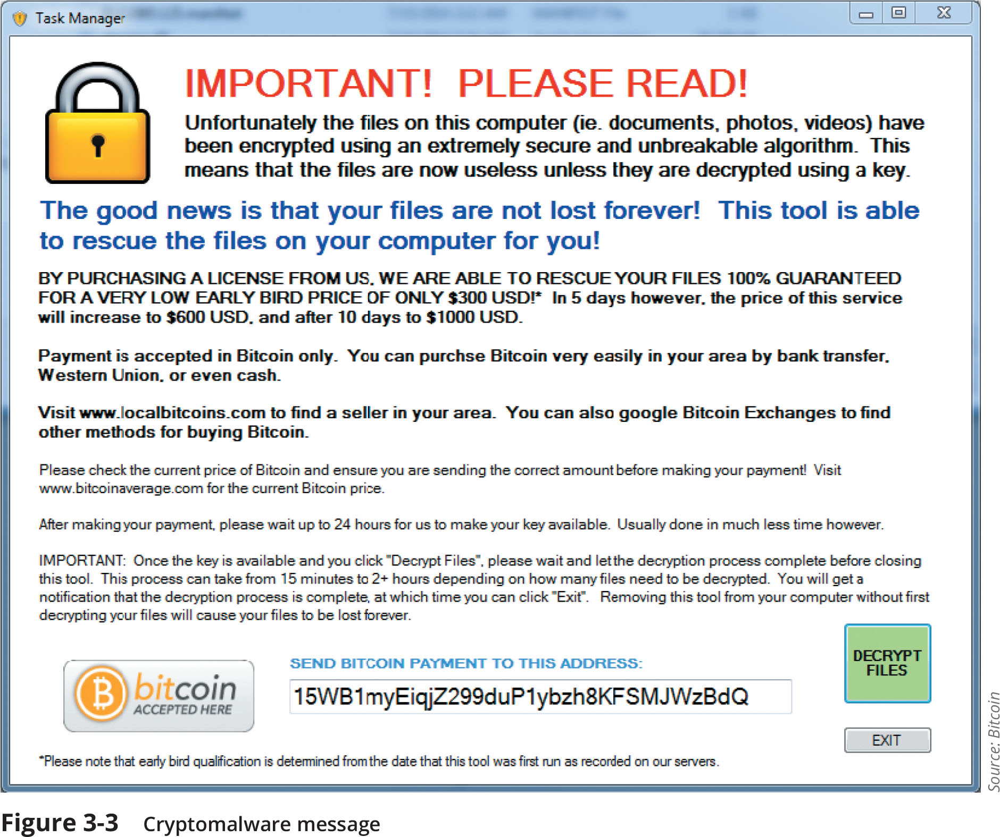 Task Manager
IMPORTANT!  PLEASE READ!
Unfortunately the files on this computer (ie. documents, photos, videos) have
been encrypted using an extremely secure and unbreakable algorithm.  This
means that the files are now useless unless they are decrypted using a key.
The good news is that your files are not lost forever!  This tool is able
to rescue the files on your computer for you!
BY PURCHASING A LICENSE FROM US, WE ARE ABLE TO RESCUE YOUR FILES 100% GUARANTEED
FOR A VERY LOW EARLY BIRD PRICE OF ONLY $300 USD!*  In 5 days however, the price of this service
will increase to $600 USD, and after 10 days to $1000 USD.
Payment is accepted in Bitcoin only.  You can purchse Bitcoin very easily in your area by bank transfer,
Western Union, or even cash.
Visit www.localbitcoins.com to find a seller in your area.  You can also google Bitcoin Exchanges to find
other methods for buying Bitcoin.
Please check the current price of Bitcoin and ensure you are sending the correct amount before making your payment!  Visit
www.bitcoinaverage.com for the current Bitcoin price.
After making your payment, please wait up to 24 hours for us to make your key available.  Usually done in much less time however.
IMPORTANT:  Once the key is available and you click "Decrypt Files", please wait and let the decryption process complete before closing
this tool.  This process can take from 15 minutes to 2+ hours depending on how many files need to be decrypted.  You will get a
notification that the decryption process is complete, at which time you can click "Exit".   Removing this tool from your computer without first
decrypting your files will cause your files to be lost forever.
DECRYPT
FILES
SEND BITCOIN PAYMENT TO THIS ADDRESS:
bitcoin
ACCEPTED HERE
15WB1myEiqjZ299duP1ybzh8KFSMJWzBdQ
EXIT
*Please note that early bird qualification is determined from the date that this tool was first run as recorded on our servers.
Source: Bitcoin
Figure 3-3 Cryptomalware message